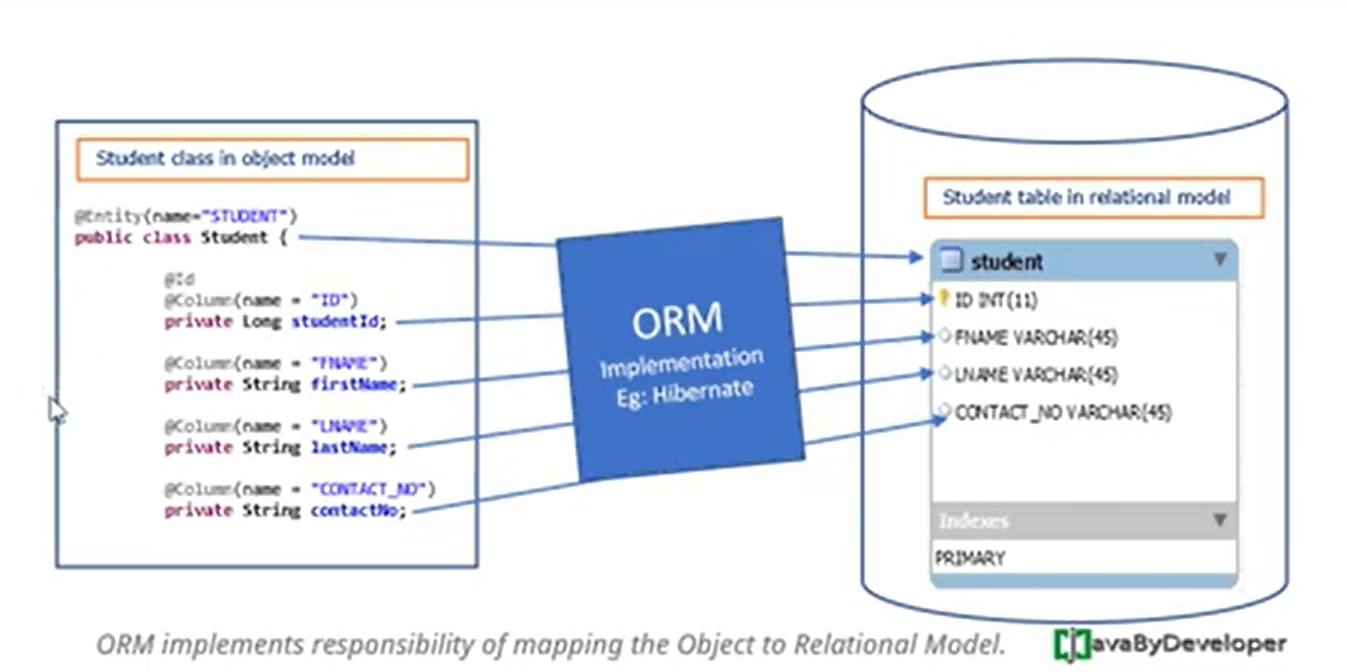 Student class in object model
@Entity(name="STUDENT")
public class Student {
@Id
@Column(name = "ID")
private Long studentId;
@Column(name = "FNAME")
private String firstName;
@Column(name = "LNAME")
private String lastName;
@Column(name = "CONTACT_NO")
private String contactNo;
ORM
Implementation
Eg: Hibernate
Student table in relational model
student
ID INT(11)
FNAME VARCHAR(45)
LNAME VARCHAR(45)
CONTACT_NO VARCHAR(45)
Indexes
PRIMARY
ORM implements responsibility of mapping the Object to Relational Model.
JavaByDeveloper